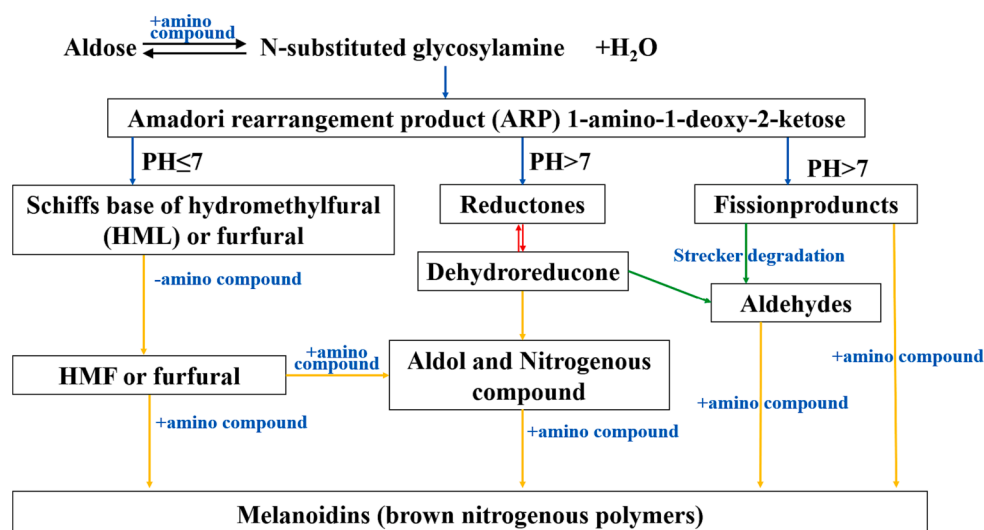 +amino
compound
Aldose
N-substituted glycosylamine
+H₂O
Amadori rearrangement product (ARP) 1-amino-1-deoxy-2-ketose
PH≤7
PH>7
PH>7
Schiffs base of hydromethylfural
(HML) or furfural
Reductones
Fissionproduncts
Strecker degradation
Dehydroreducone
-amino compound
Aldehydes
+amino
compound
HMF or furfural
Aldol and Nitrogenous
compound
+amino compound
+amino compound
+amino compound
+amino compound
Melanoidins (brown nitrogenous polymers)